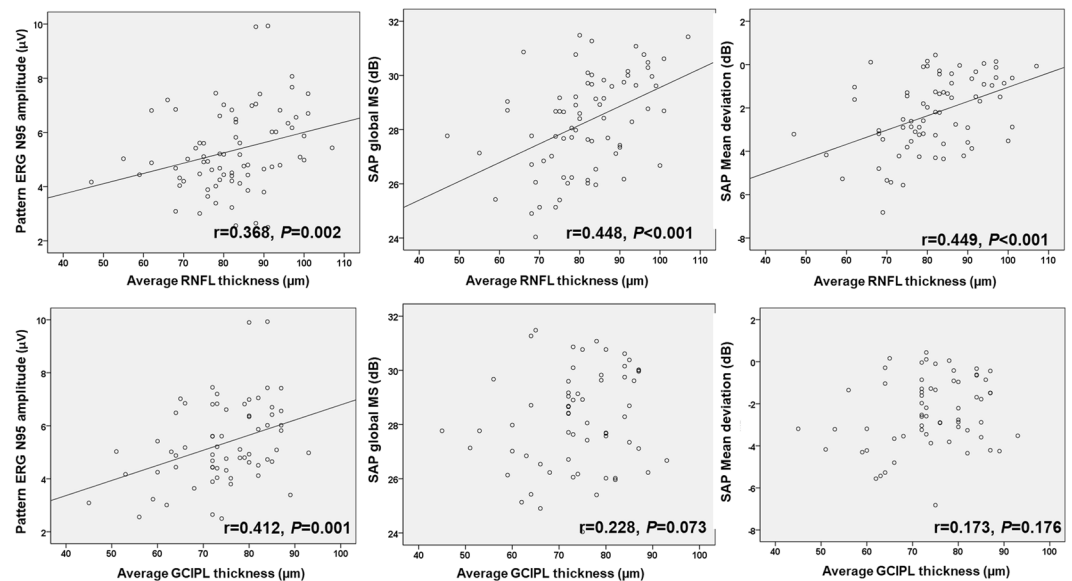 Pattern ERG N95 amplitude (μV)
10
8
6
4
2
r=0.368, P=0.002
40 50 60 70 80 90 100 110
Average RNFL thickness (μm)
SAP global MS (dB)
32
30
28
26
24
r=0.448, P<0.001
40 50 60 70 80 90 100 110
Average RNFL thickness (μm)
SAP Mean deviation (dB)
2
0
2
4
6
-8
r=0.449, P<0.001
40 50 60 70 80 90 100 110
Average RNFL thickness (μm)
Pattern ERG N95 amplitude (μV)
10
8
6
4
2
r=0.412, P=0.001
40 50 60 70 80 90 100
Average GCIPL thickness (μm)
SAP global MS (dB)
32
30
28
26
24
r=0.228, P=0.073
40 50 60 70 80 90 100
Average GCIPL thickness (μm)
SAP Mean deviation (dB)
2
0
-2
-4
-6
-8
r=0.173, P=0.176
40 50 60 70 80 90 100
Average GCIPL thickness (μm)